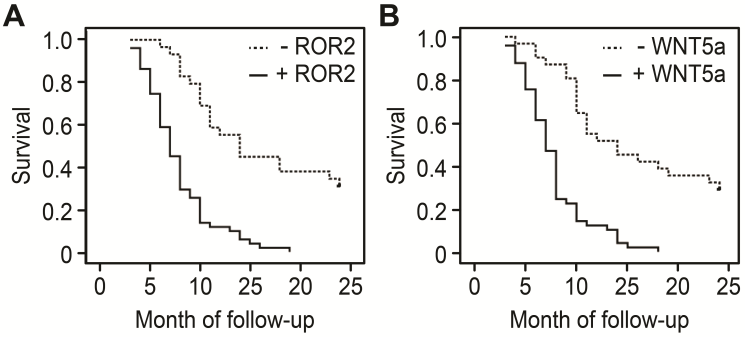 A
- ROR2
+ ROR2
Survival
1.0
0.8
0.6
0.4
0.2
0
0 5 10 25 20 25
Month of follow-up
B
- WNT5a
+ WNT5a
Survival
1.0
0.8
0.6
0.4
0.2
0
0 5 10 25 20 25
Month of follow-up